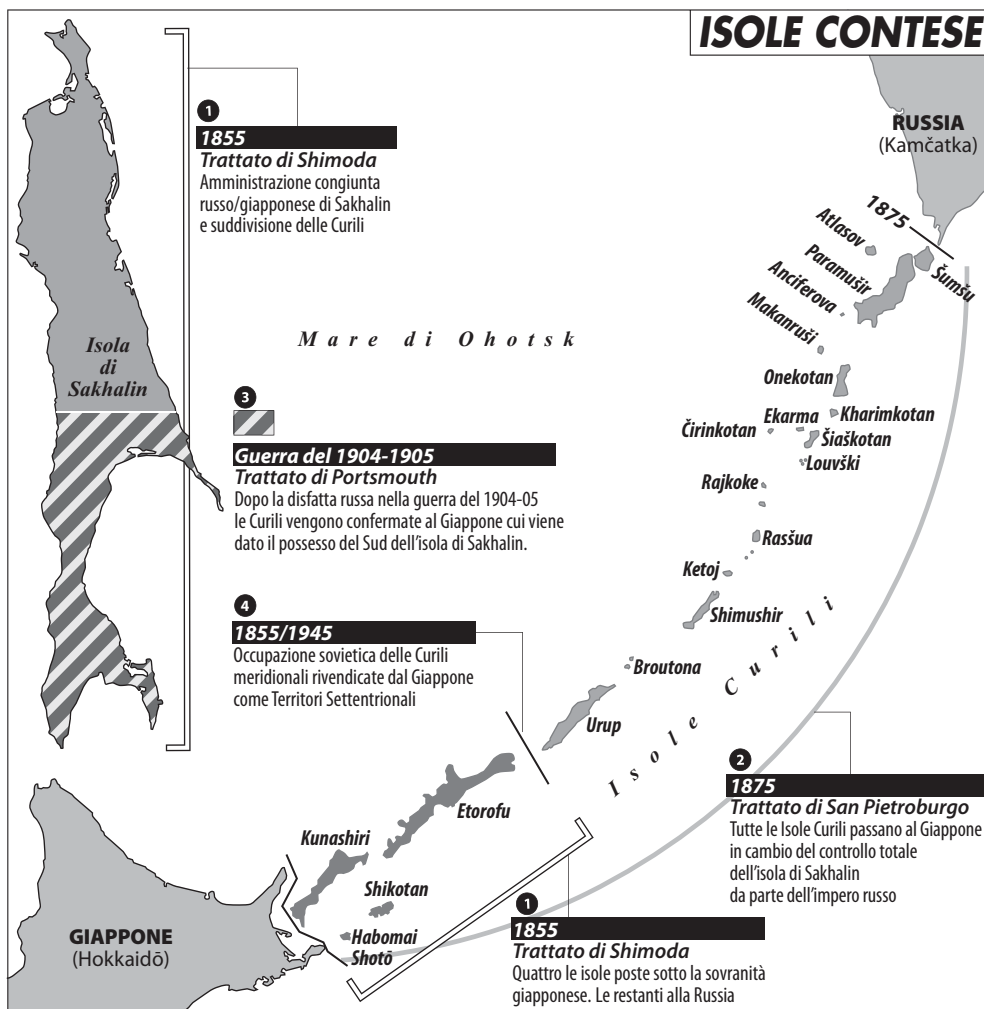 ISOLE CONTESE
1
1855
Trattato di Shimoda
Amministrazione congiunta
russo/giapponese di Sakhalin
e suddivisione delle Curili
RUSSIA
(Kamčatka)
1875
Atlasov
Šumšu
Paramušir
Anciferova
Makanruši
Mare di Ohotsk
Isola
di
Sakhalin
Onekotan
Kharimkotan
Ekarma
Čirinkotan
Šiaškotan
Louvški
Rajkoke
Rasšua
Ketoj
Shimushir
Broutona
Urup
Isole Curili
3
Guerra del 1904-1905
Trattato di Portsmouth
Dopo la disfatta russa nella guerra del 1904-05
le Curili vengono confermate al Giappone cui viene
dato il possesso del Sud dell'isola di Sakhalin.
4
1855/1945
Occupazione sovietica delle Curili
meridionali rivendicate dal Giappone
come Territori Settentrionali
2
1875
Trattato di San Pietroburgo
Tutte le Isole Curili passano al Giappone
in cambio del controllo totale
dell'isola di Sakhalin
da parte dell'impero russo
Etorofu
Kunashiri
Shikotan
Habomai
Shotō
GIAPPONE
(Hokkaidō)
1
1855
Trattato di Shimoda
Quattro le isole poste sotto la sovranità
giapponese. Le restanti alla Russia